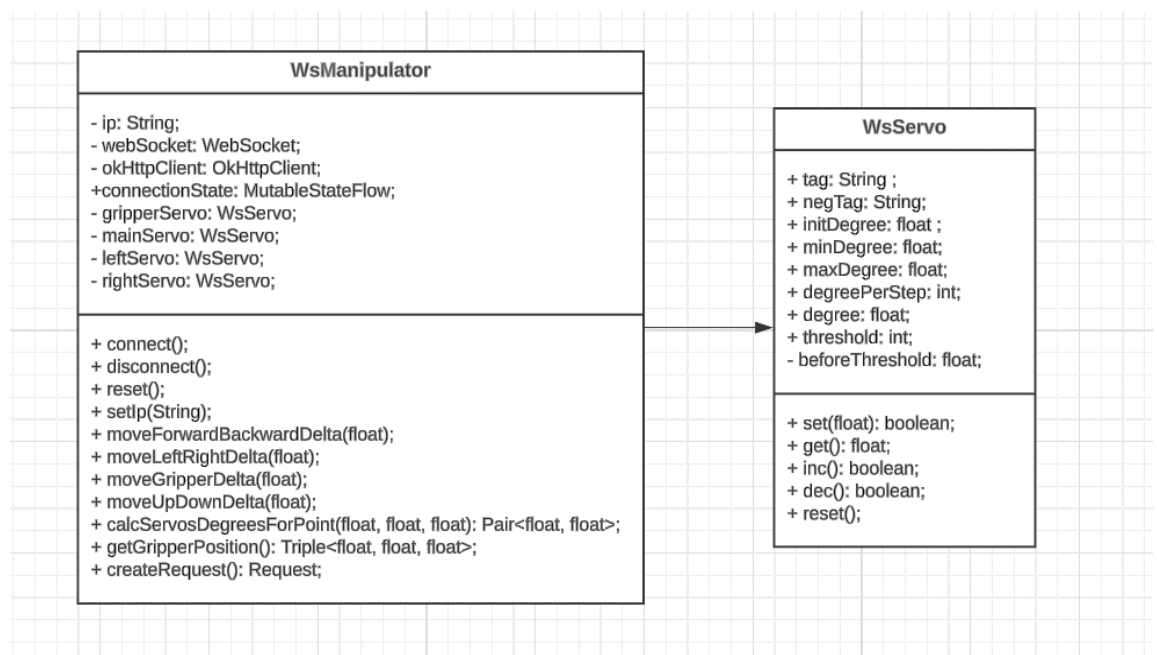 WsManipulator
- ip: String;
- webSocket: WebSocket;
- okHttpClient: OkHttpClient;
+connectionState: MutableStateFlow;
- gripperServo: WsServo;
- mainServo: WsServo;
- leftServo: WsServo;
- rightServo: WsServo;
+ connect();
+ disconnect();
+ reset();
+ setIp(String);
+ moveForwardBackwardDelta(float);
+ moveLeftRightDelta(float);
+ moveGripperDelta(float);
+ moveUpDownDelta(float);
+ calcServosDegreesForPoint(float, float, float): Pair<float, float>;
+ getGripperPosition(): Triple<float, float, float>;
+ createRequest(): Request;
WsServo
+ tag: String ;
+ negTag: String;
+ initDegree: float ;
+ minDegree: float;
+ maxDegree: float;
+ degreePerStep: int;
+ degree: float;
+ threshold: int;
- beforeThreshold: float;
+ set(float): boolean;
+ get(): float;
+ inc(): boolean;
+ dec(): boolean;
+ reset();